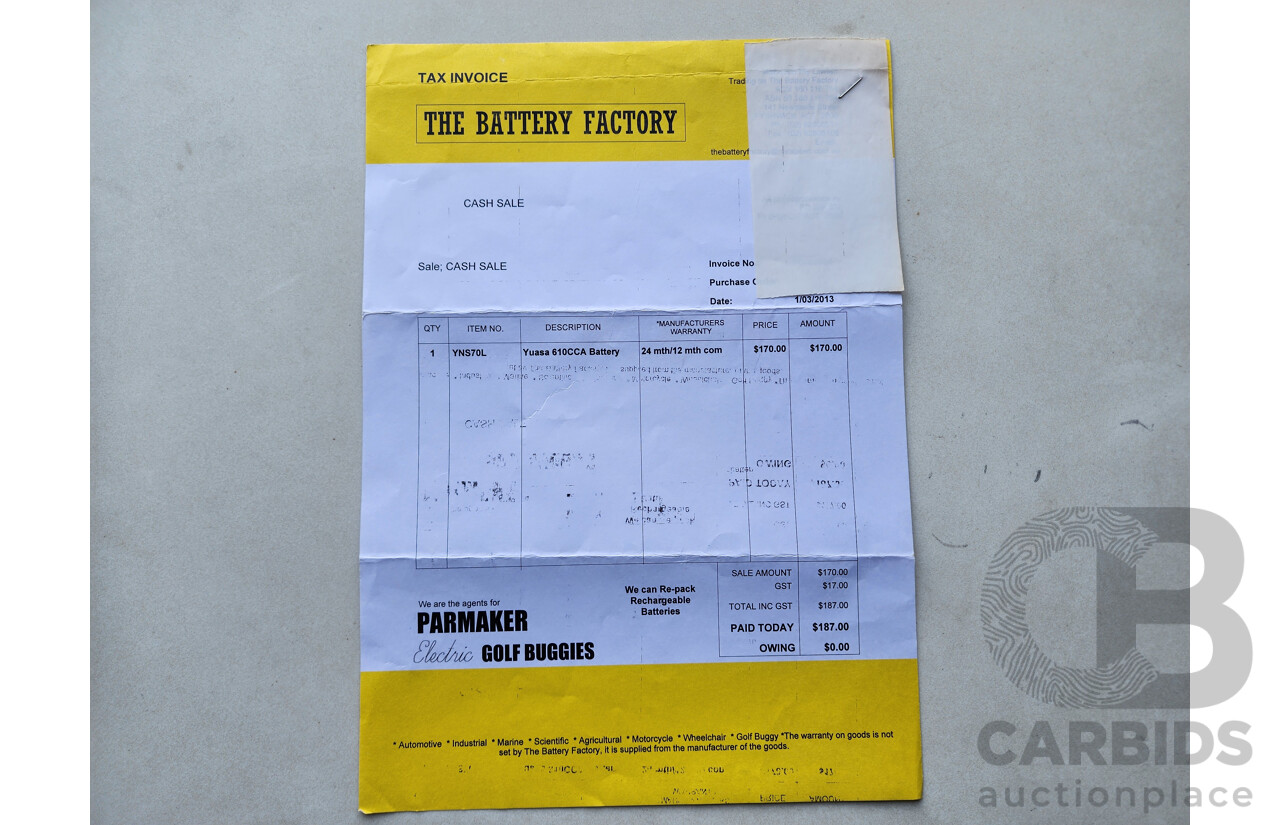 TAX INVOICE
THE BATTERY FACTORY
CASH SALE
Sale; CASH SALE
Invoice No
Purchase
Date: 1/03/2013
QTY ITEM NO. DESCRIPTION *MANUFACTURERS WARRANTY PRICE AMOUNT
1 YNS70L Yuasa 610CCA Battery 24 mth/12 mth com $170.00 $170.00
SALE AMOUNT $170.00
GST $17.00
TOTAL INC GST $187.00
PAID TODAY $187.00
OWING $0.00
We can Re-pack
Rechargeable
Batteries
We are the agents for
PARMAKER
Electric GOLF BUGGIES
* Automotive * Industrial * Marine * Scientific * Agricultural * Motorcycle * Wheelchair * Golf Buggy *The warranty on goods is not
set by The Battery Factory, it is supplied from the manufacturer of the goods.
CB
CARBIDS
auctionplace